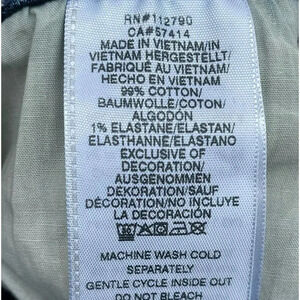 RN#112790
CA#57414
MADE IN VIETNAM/IN
VIETNAM HERGESTELLT/
FABRIQUÉ AU VIETNAM/
HECHO EN VIETNAM
99% COTTON/
BAUMWOLLE/COTON/
ALGODÓN
1% ELASTANE/ELASTAN/
ÉLASTHANNE/ELASTANO
EXCLUSIVE OF
DECORATION/
AUSGENOMMEN
DEKORATION/SAUF
DÉCORATION/NO INCLUYE
LA DECORACIÓN
MACHINE WASH COLD
SEPARATELY
GENTLE CYCLE INSIDE OUT
DO NOT BLEACH